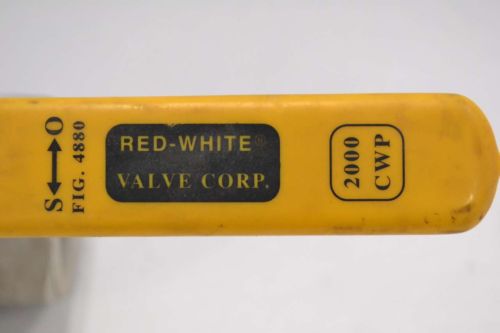 S↔O
FIG. 4880
RED-WHITE®
VALVE CORP.
2000
CWP